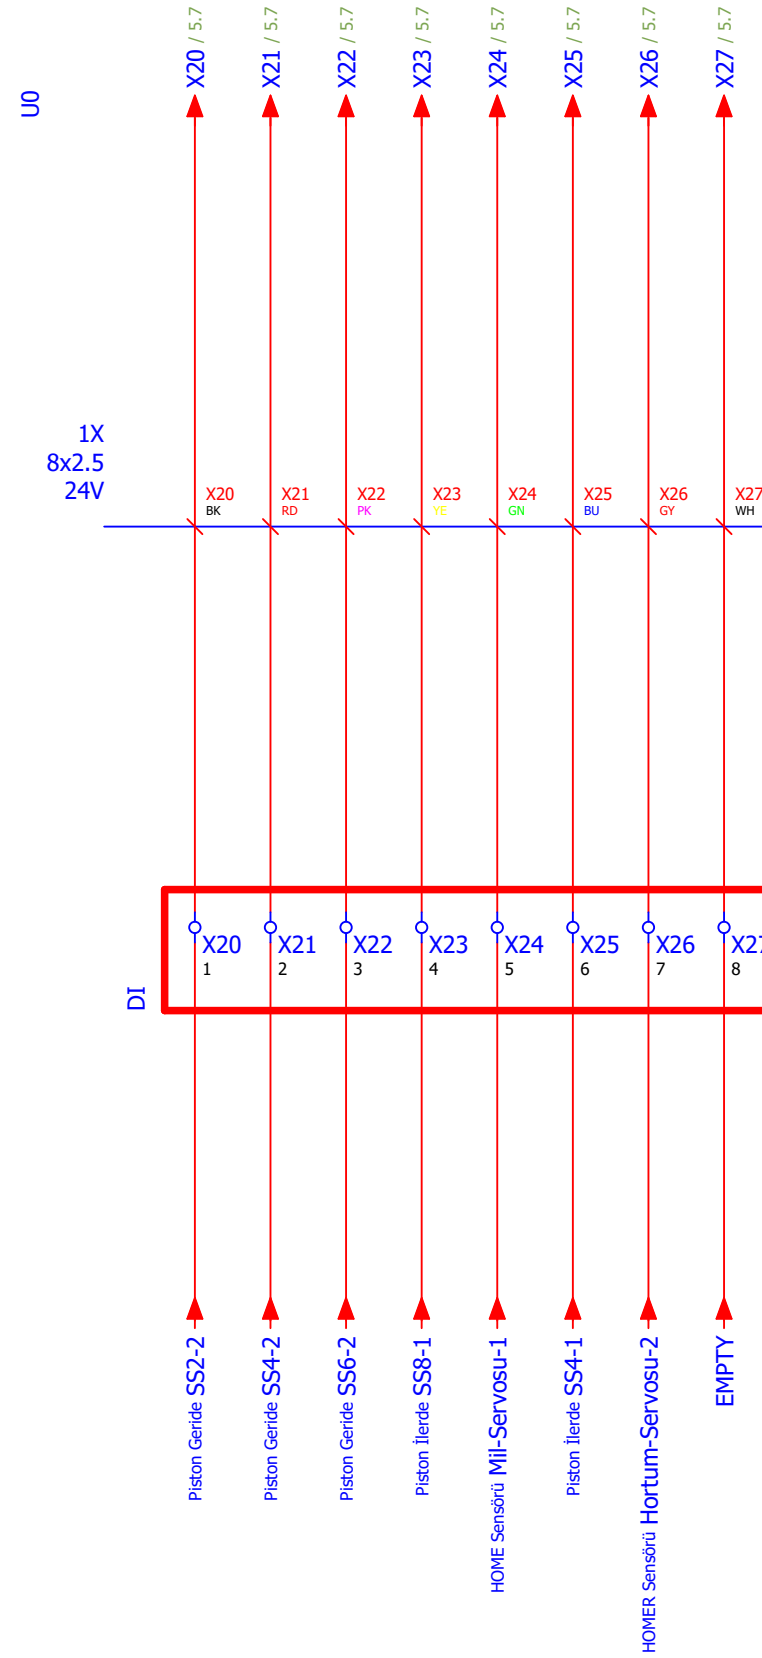 X20 / 5.7
X21 / 5.7
X22 / 5.7
X23 / 5.7
X24 / 5.7
X25 / 5.7
X26 / 5.7
X27 / 5.7
U0
1X
8x2.5
24V
X20
BK
X21
RD
X22
PK
X23
YE
X24
GN
X25
BU
X26
GY
X27
WH
DI
X20
1
X21
2
X22
3
X23
4
X24
5
X25
6
X26
7
X27
8
Piston Geride SS2-2
Piston Geride SS4-2
Piston Geride SS6-2
Piston İlerde SS8-1
HOME Sensörü Mil-Servosu-1
Piston İlerde SS4-1
HOMER Sensörü Hortum-Servosu-2
EMPTY